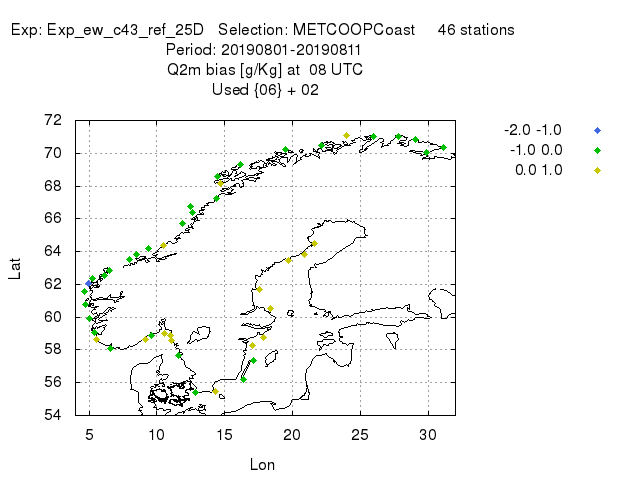 Exp: Exp_ew_c43_ref_25D   Selection: METCOOPCoast     46 stations
Period: 20190801-20190811
Q2m bias [g/Kg] at  08 UTC
Used {06} + 02
-2.0 -1.0
-1.0 0.0
0.0 1.0
72
70
68
66
64
62
60
58
56
54
Lat
5 10 15 20 25 30
Lon